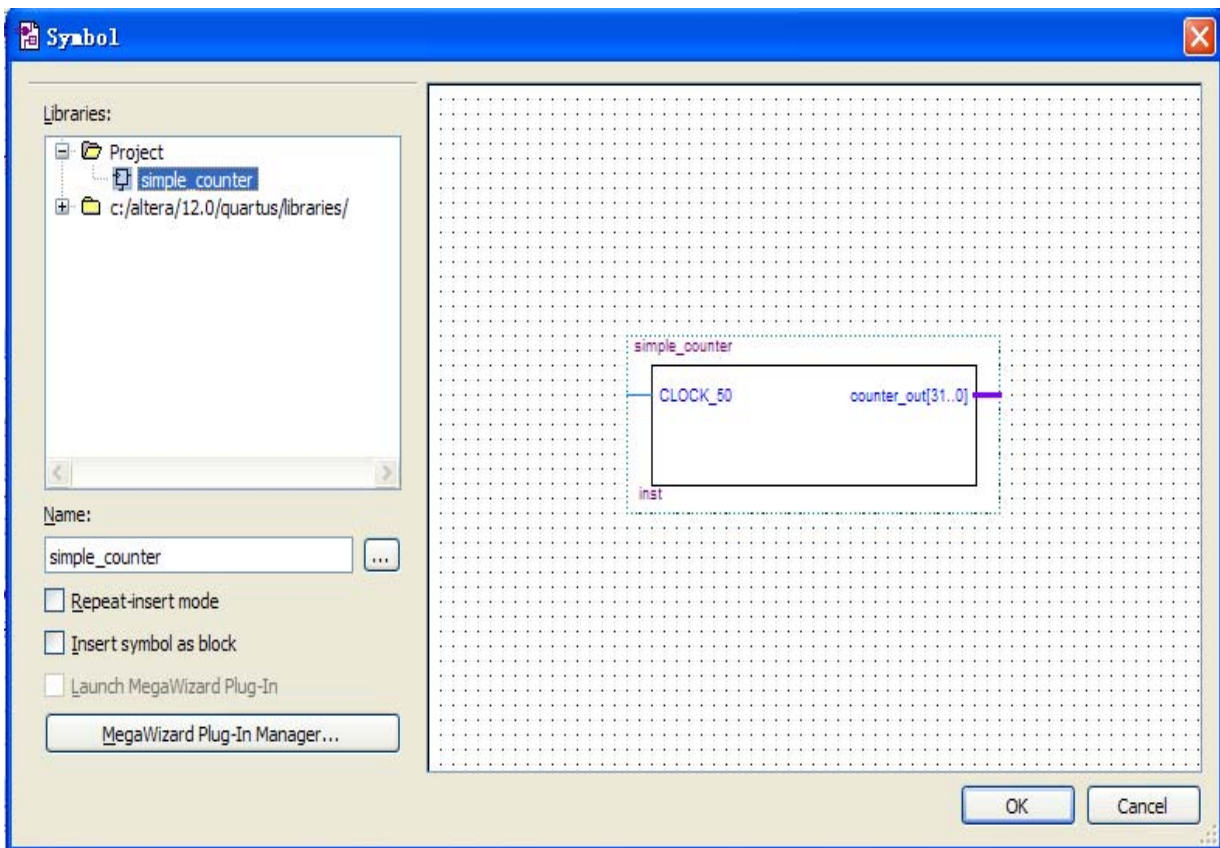 Symbol
Libraries:
Project
simple_counter
c:/altera/12.0/quartus/libraries/
Name:
simple_counter
...
Repeat-insert mode
Insert symbol as block
Launch MegaWizard Plug-In
MegaWizard Plug-In Manager...
simple_counter
CLOCK_50 counter_out[31..0]
inst
OK Cancel